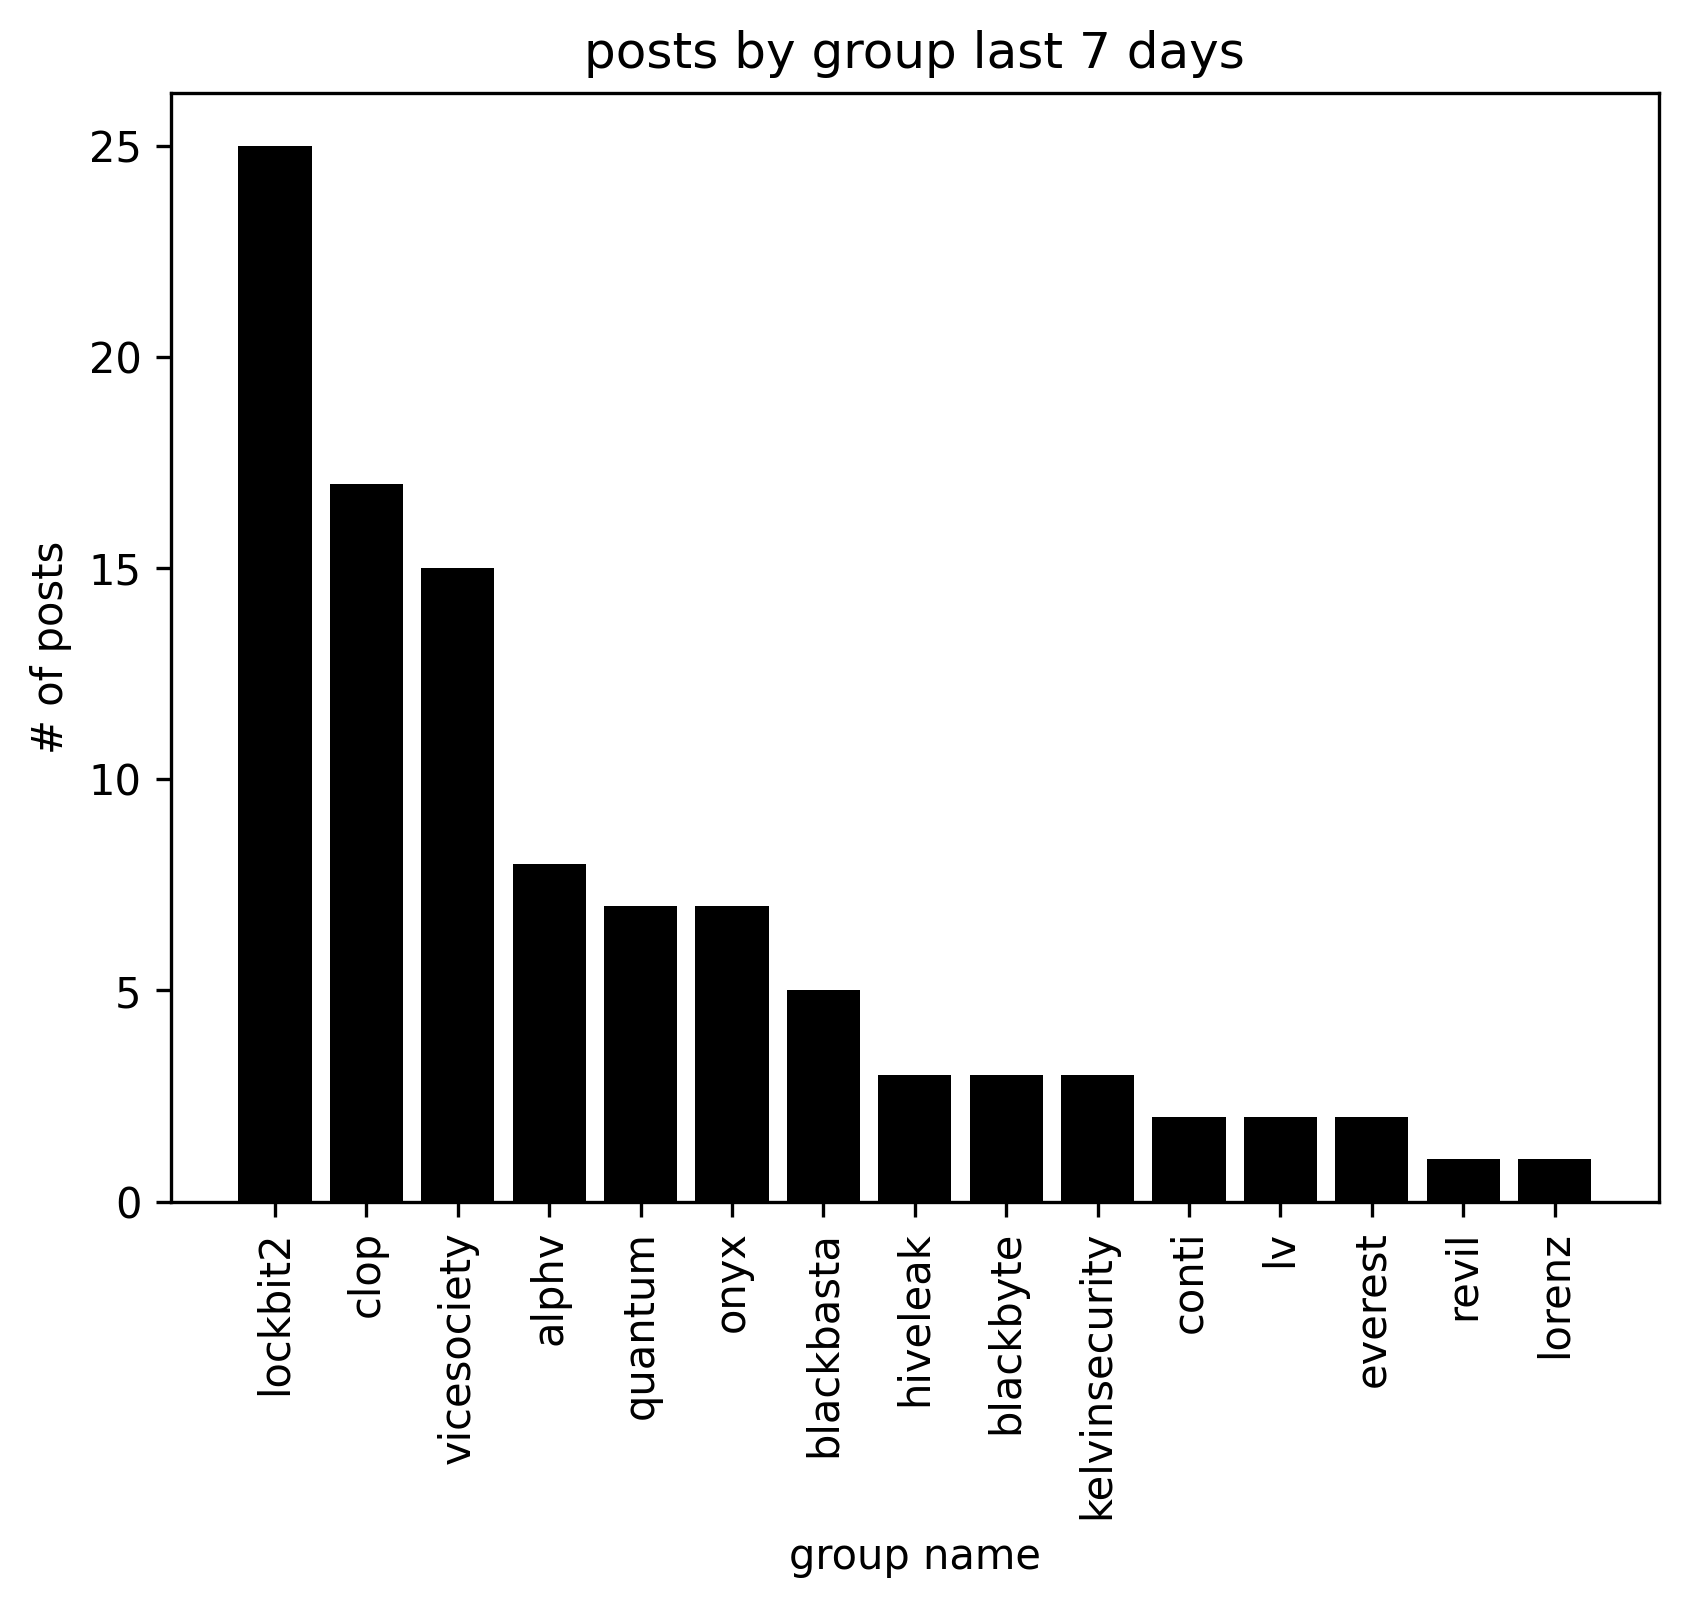 posts by group last 7 days
# of posts
25
20
15
10
5
0
lockbit2
clop
vicesociety
alphv
quantum
onyx
blackbasta
hiveleak
blackbyte
kelvinsecurity
conti
lv
everest
revil
lorenz
group name